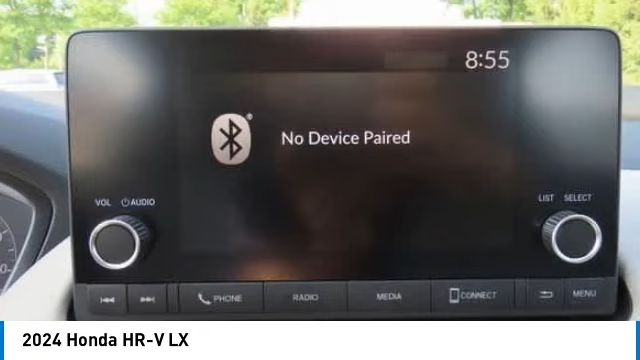 8:55
No Device Paired
VOL AUDIO
LIST SELECT
PHONE RADIO MEDIA CONNECT MENU
2024 Honda HR-V LX